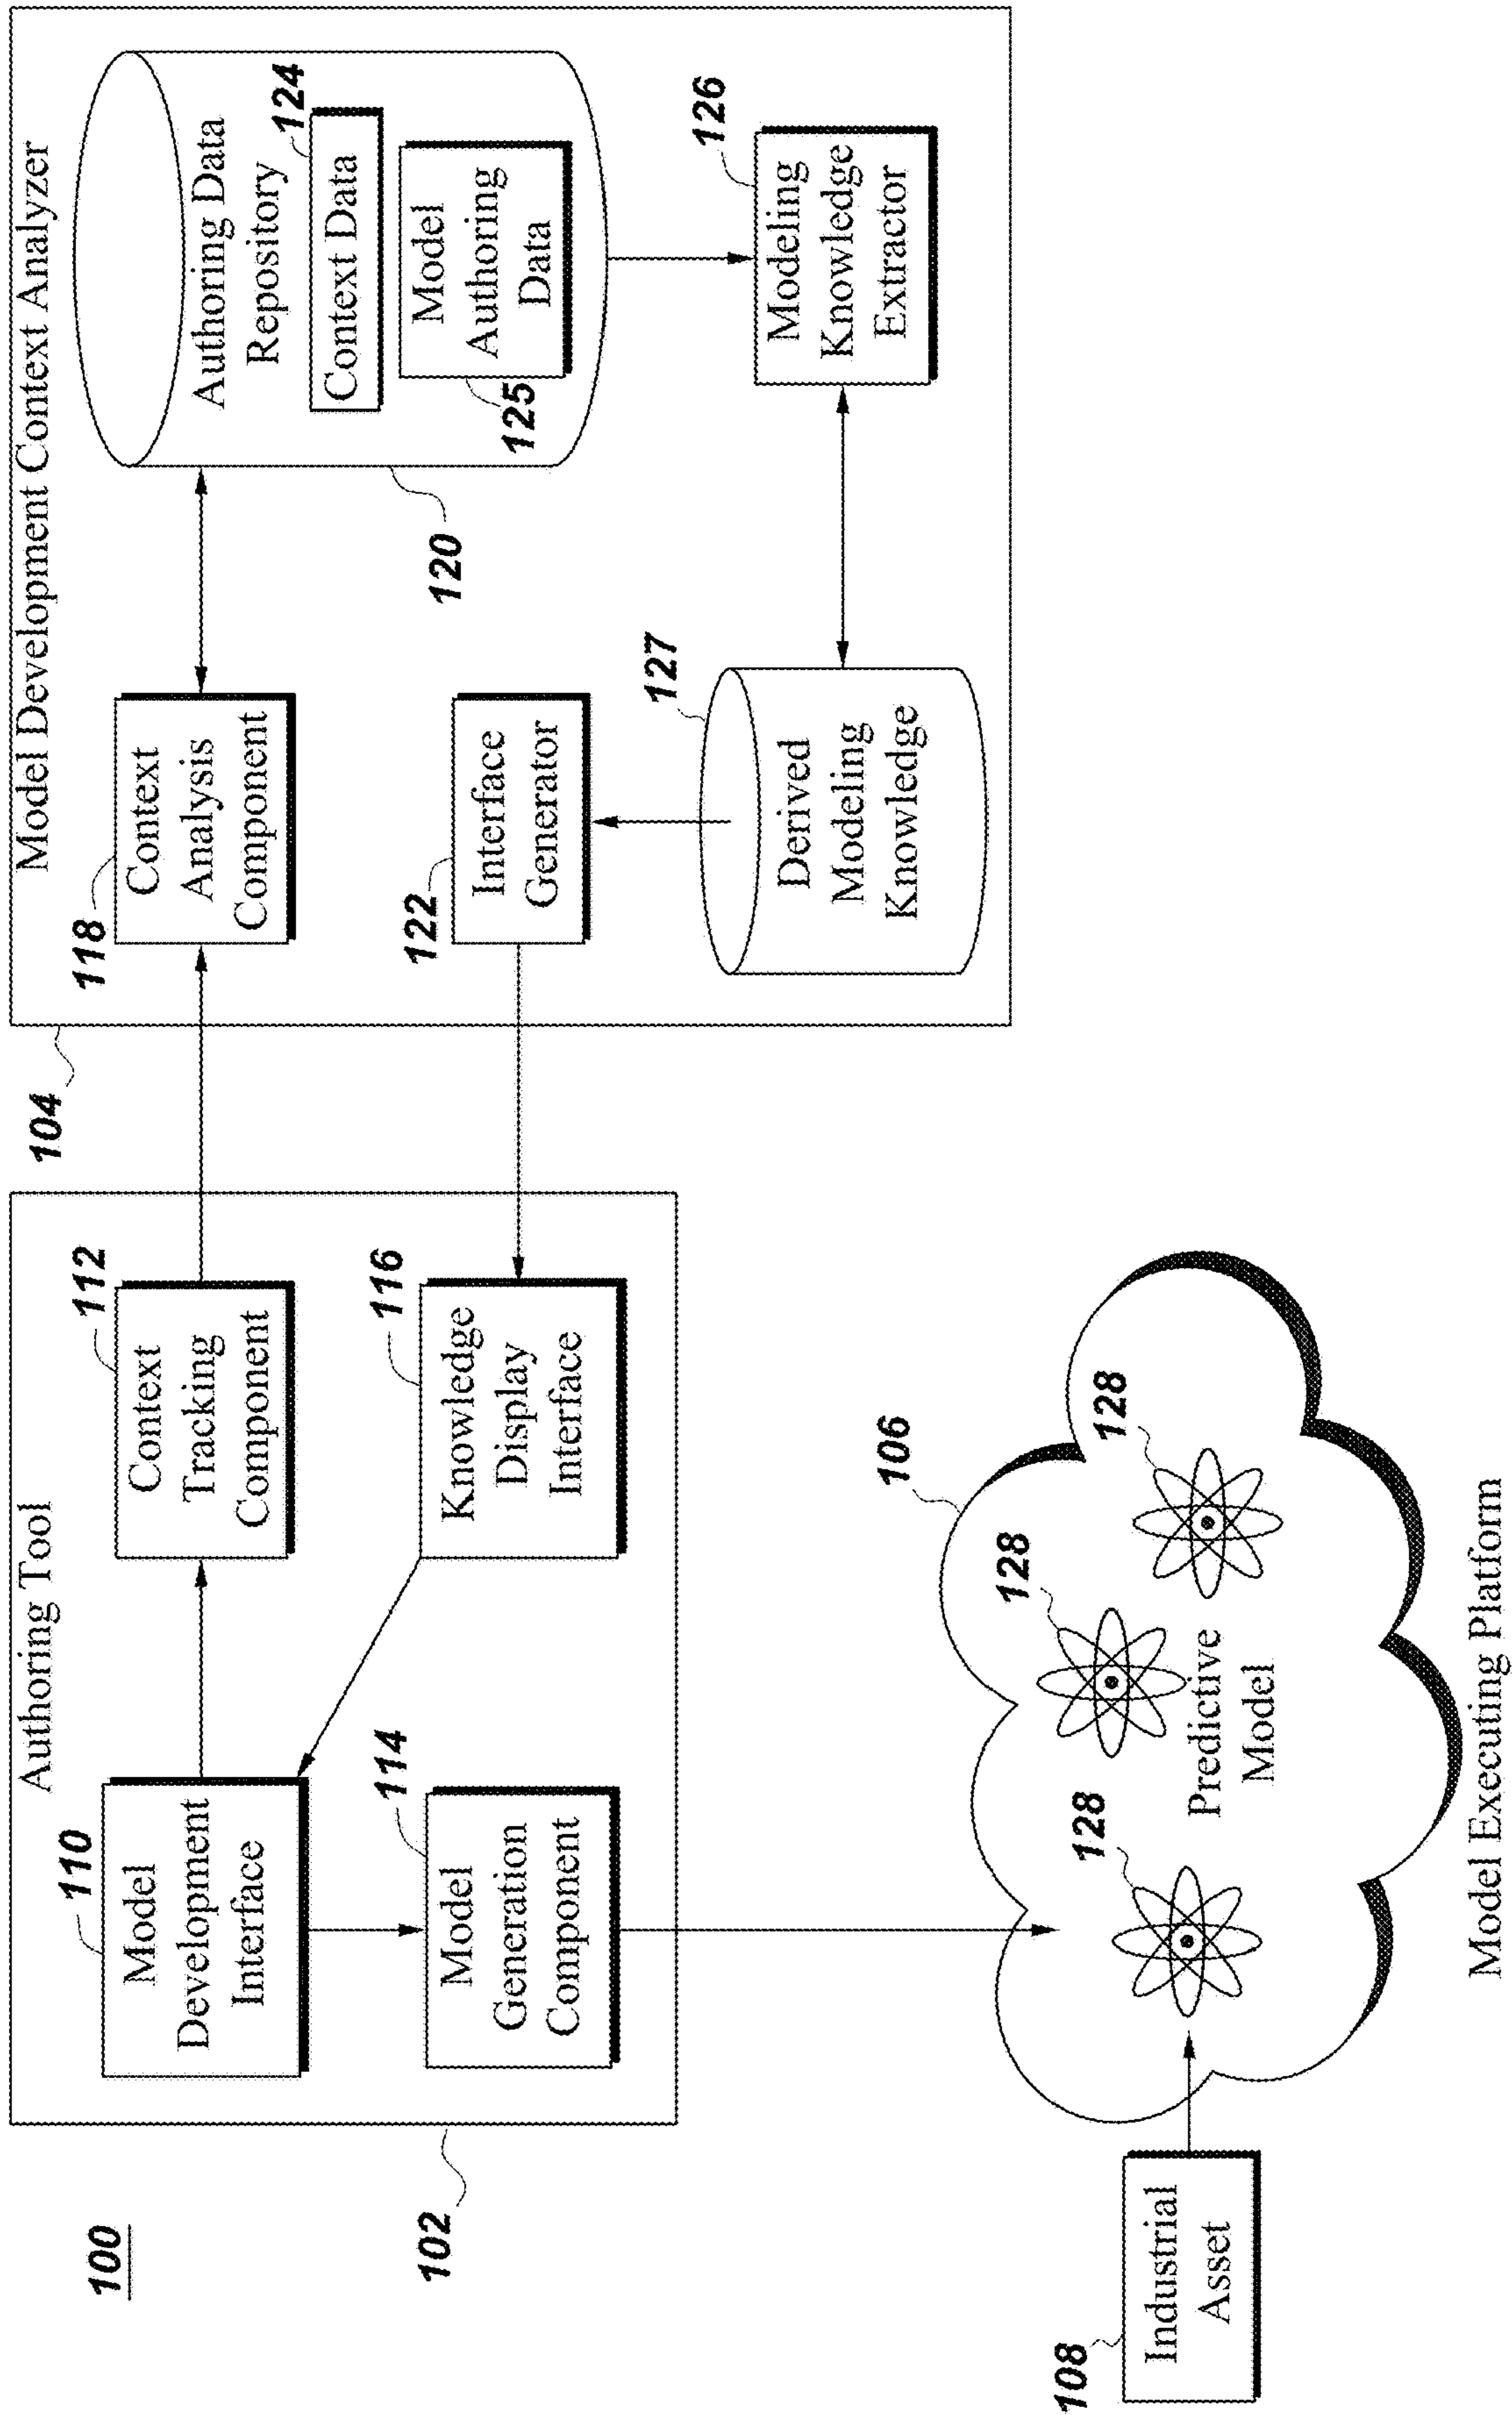 100
Authoring Tool
102
110
Model
Development
Interface
112
Context
Tracking
Component
114
Model
Generation
Component
116
Knowledge
Display
Interface
Model Development Context Analyzer
104
118
Context
Analysis
Component
Authoring Data
Repository
124
Context Data
Model
Authoring
Data
125
120
122
Interface
Generator
127
Derived
Modeling
Knowledge
126
Modeling
Knowledge
Extractor
108
Industrial
Asset
106
128
128
128
Predictive
Model
Model Executing Platform